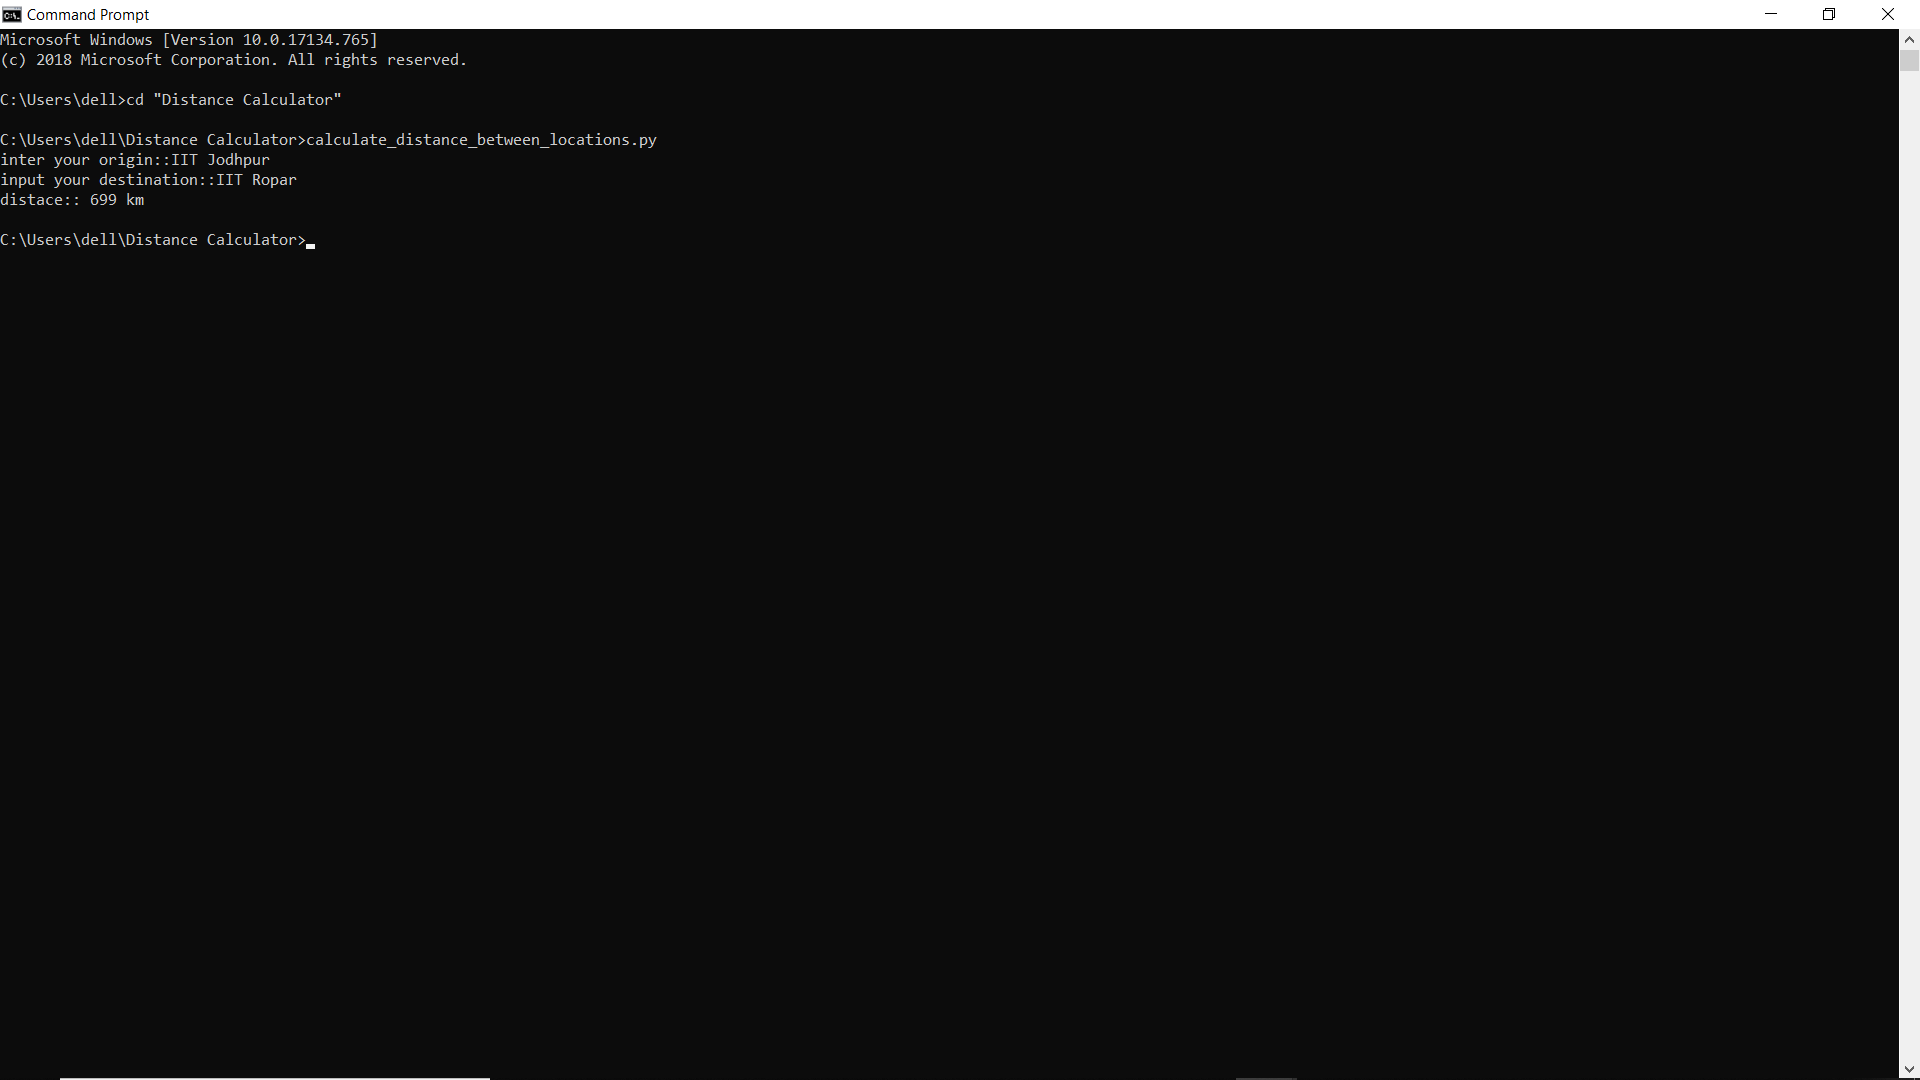 Command Prompt
Microsoft Windows [Version 10.0.17134.765]
(c) 2018 Microsoft Corporation. All rights reserved.
C:\Users\dell>cd "Distance Calculator"
C:\Users\dell\Distance Calculator>calculate_distance_between_locations.py
inter your origin::IIT Jodhpur
input your destination::IIT Ropar
distace:: 699 km
C:\Users\dell\Distance Calculator>